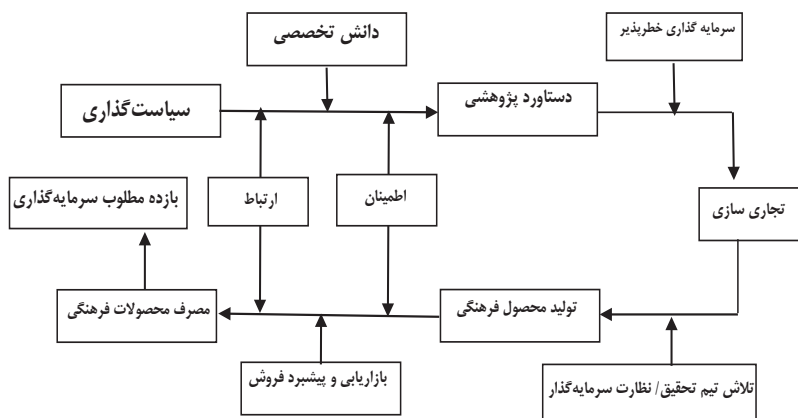 دانش تخصصی
سرمایه گذاری خطرپذیر
سیاست‌گذاری
دستاورد پژوهشی
تجاری سازی
ارتباط
اطمینان
بازده مطلوب سرمایه‌گذاری
تولید محصول فرهنگی
مصرف محصولات فرهنگی
بازاریابی و پیشبرد فروش
تلاش تیم تحقیق/ نظارت سرمایه‌گذار